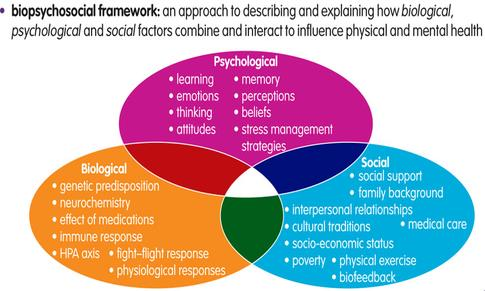 • biopsychosocial framework: an approach to describing and explaining how biological,
psychological and social factors combine and interact to influence physical and mental health
Psychological
• learning
• emotions
• thinking
• attitudes
• memory
• perceptions
• beliefs
• stress management
strategies
Biological
• genetic predisposition
• neurochemistry
• effect of medications
• immune response
• HPA axis • fight–flight response
• physiological responses
Social
• social support
• family background
• interpersonal relationships
• cultural traditions • medical care
• socio-economic status
• poverty • physical exercise
• biofeedback